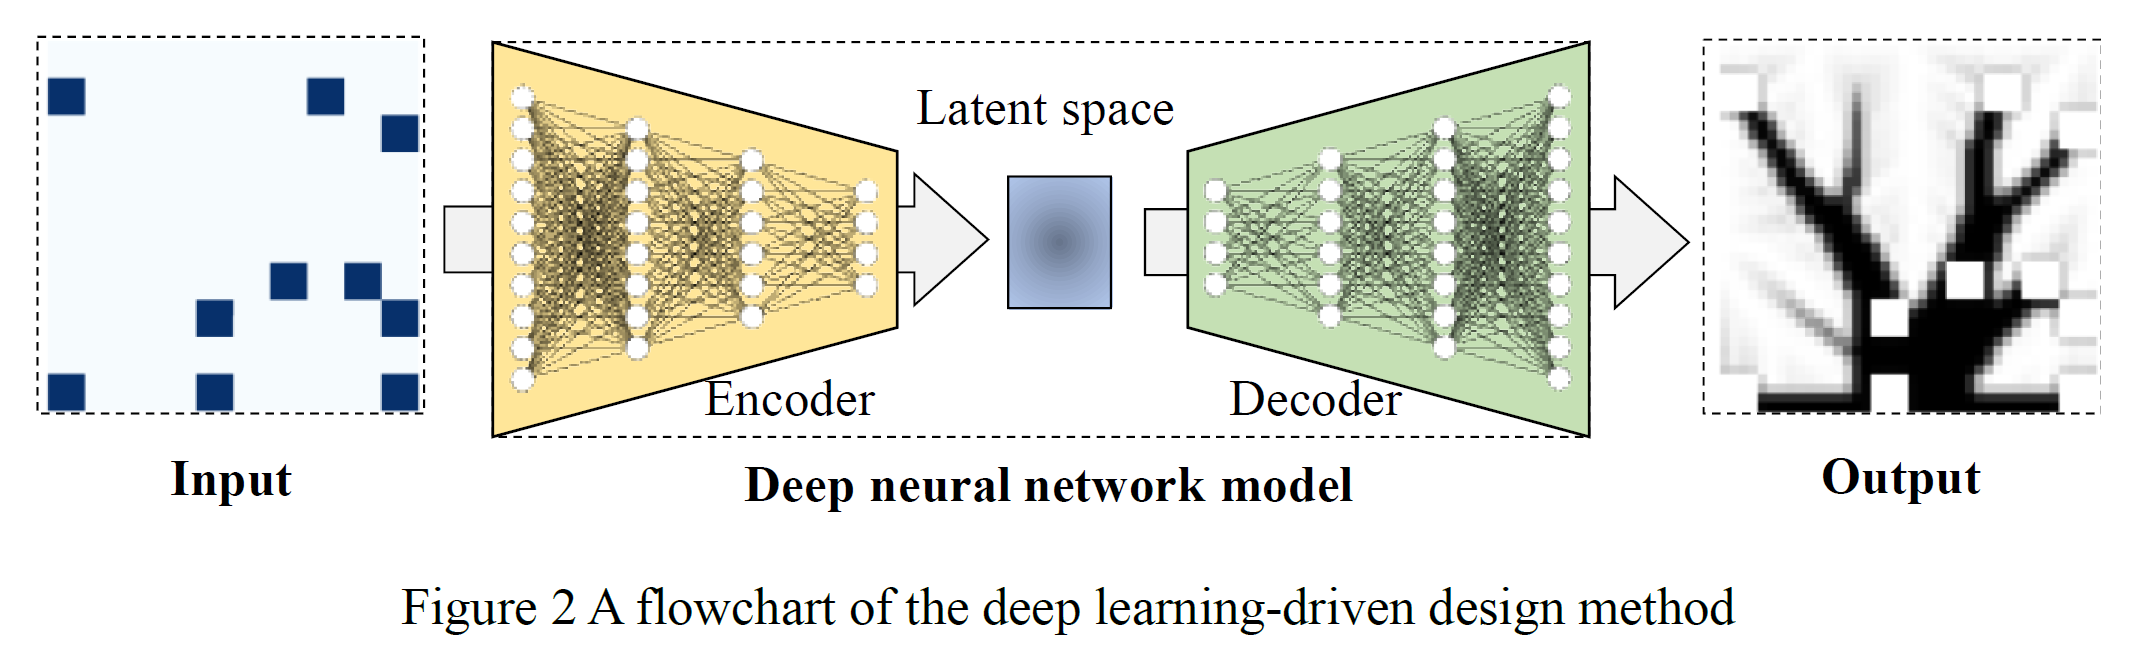 Latent space
Encoder
Decoder
Input
Deep neural network model
Output
Figure 2 A flowchart of the deep learning-driven design method